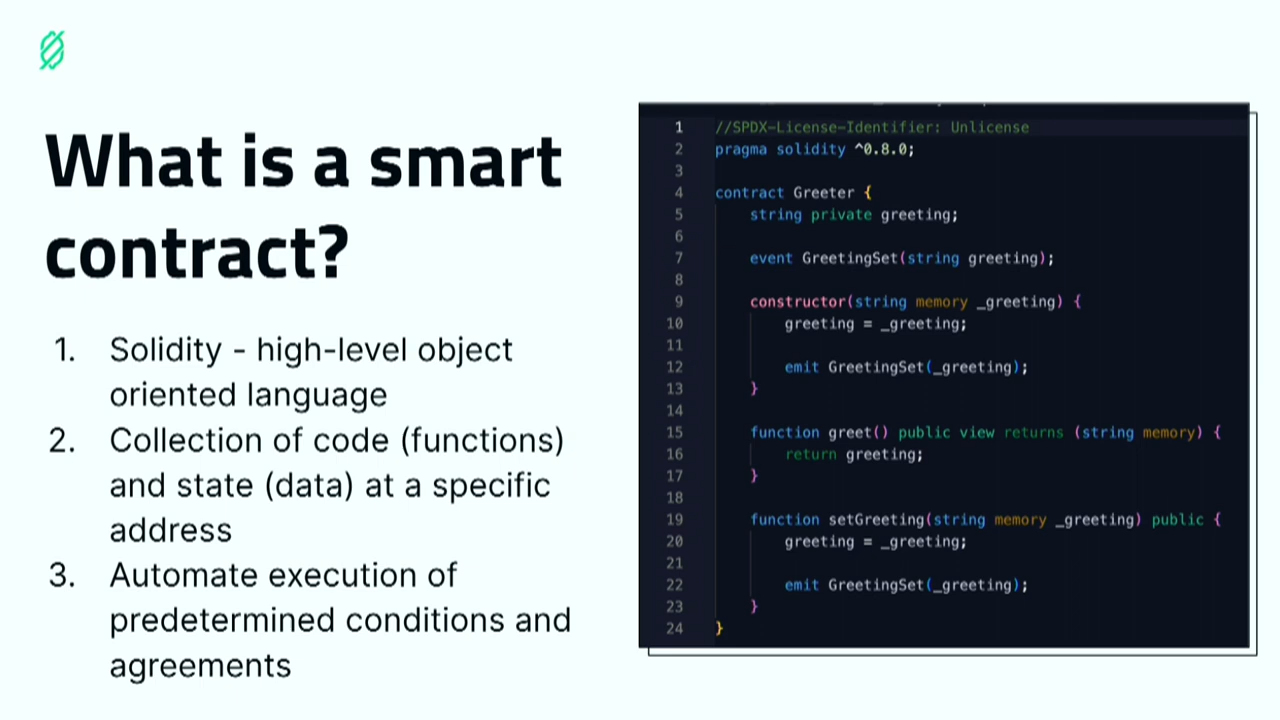 What is a smart
contract?
1. Solidity - high-level object
oriented language
2. Collection of code (functions)
and state (data) at a specific
address
3. Automate execution of
predetermined conditions and
agreements
1 //SPDX-License-Identifier: Unlicense
2 pragma solidity ^0.8.0;
3
4 contract Greeter {
5 string private greeting;
6
7 event GreetingSet(string greeting);
8
9 constructor(string memory _greeting) {
10 greeting = _greeting;
11
12 emit GreetingSet(_greeting);
13 }
14
15 function greet() public view returns (string memory) {
16 return greeting;
17 }
18
19 function setGreeting(string memory _greeting) public {
20 greeting = _greeting;
21
22 emit GreetingSet(_greeting);
23 }
24 }